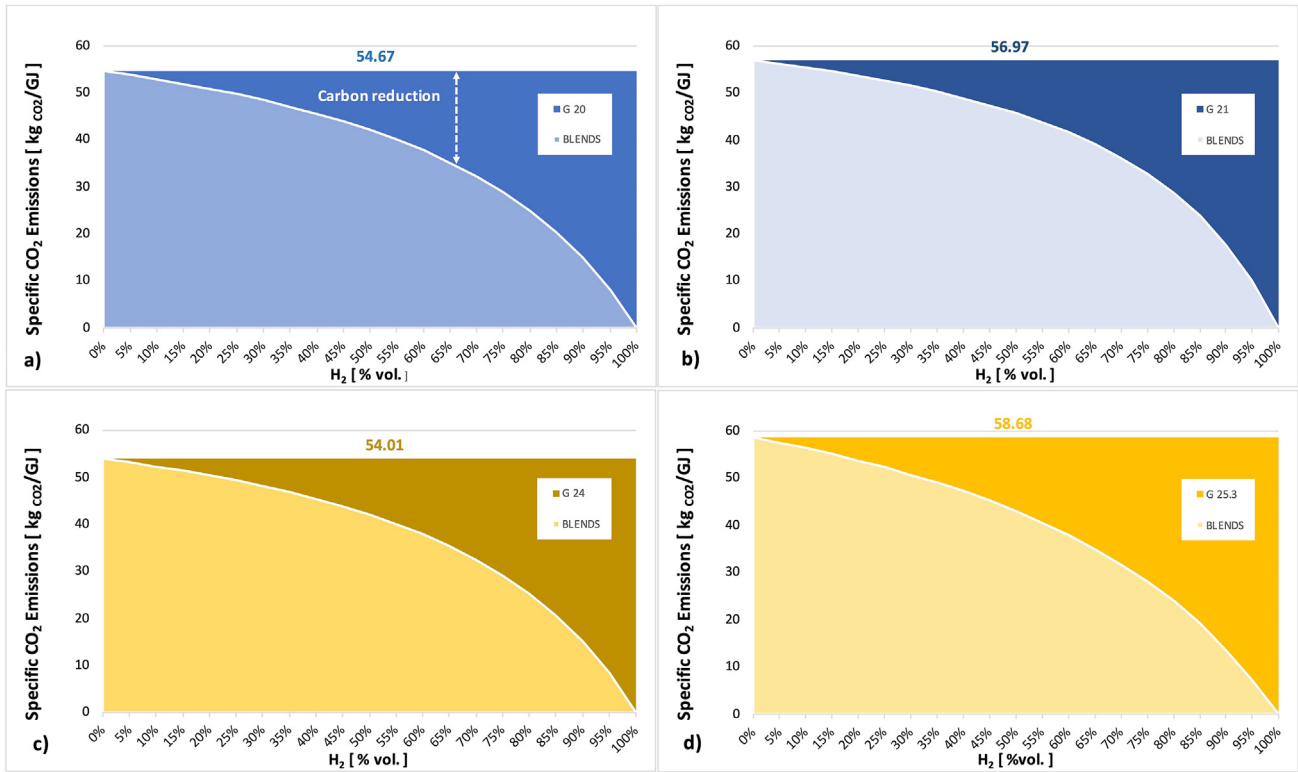 60
50
40
30
20
10
0
Specific CO₂ Emissions [ kg CO2/GJ]
54.67
Carbon reduction
G 20
BLENDS
0% 5% 10% 15% 20% 25% 30% 35% 40% 45% 50% 55% 60% 65% 70% 75% 80% 85% 90% 95% 100%
H₂ [ % vol. ]
a)
60
50
40
30
20
10
0
Specific CO₂ Emissions [ kg CO2/GJ]
56.97
G 21
BLENDS
0% 5% 10% 15% 20% 25% 30% 35% 40% 45% 50% 55% 60% 65% 70% 75% 80% 85% 90% 95% 100%
H₂ [ % vol. ]
b)
60
50
40
30
20
10
0
Specific CO₂ Emissions [ kg CO2/GJ]
54.01
G 24
BLENDS
0% 5% 10% 15% 20% 25% 30% 35% 40% 45% 50% 55% 60% 65% 70% 75% 80% 85% 90% 95% 100%
H₂ [ % vol. ]
c)
60
50
40
30
20
10
0
Specific CO₂ Emissions [ kg CO2/GJ]
58.68
G 25.3
BLENDS
0% 5% 10% 15% 20% 25% 30% 35% 40% 45% 50% 55% 60% 65% 70% 75% 80% 85% 90% 95% 100%
H₂ [ %vol. ]
d)